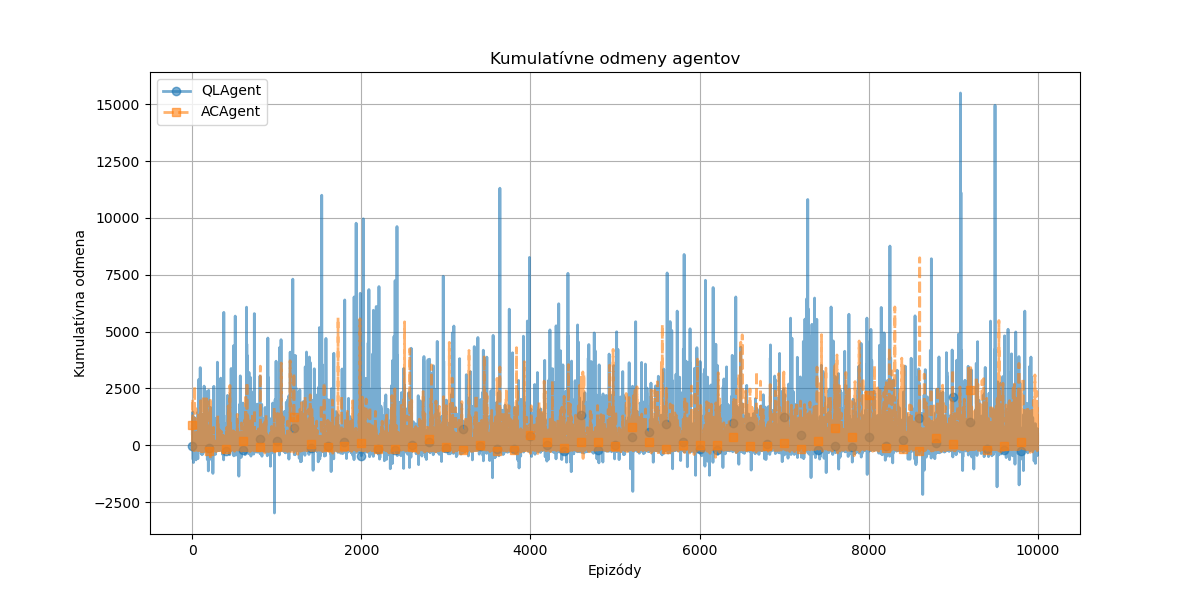 Kumulatívne odmeny agentov
QLAgent
ACAgent
15000
12500
10000
7500
5000
2500
0
−2500
Kumulatívna odmena
0 2000 4000 6000 8000 10000
Epizódy